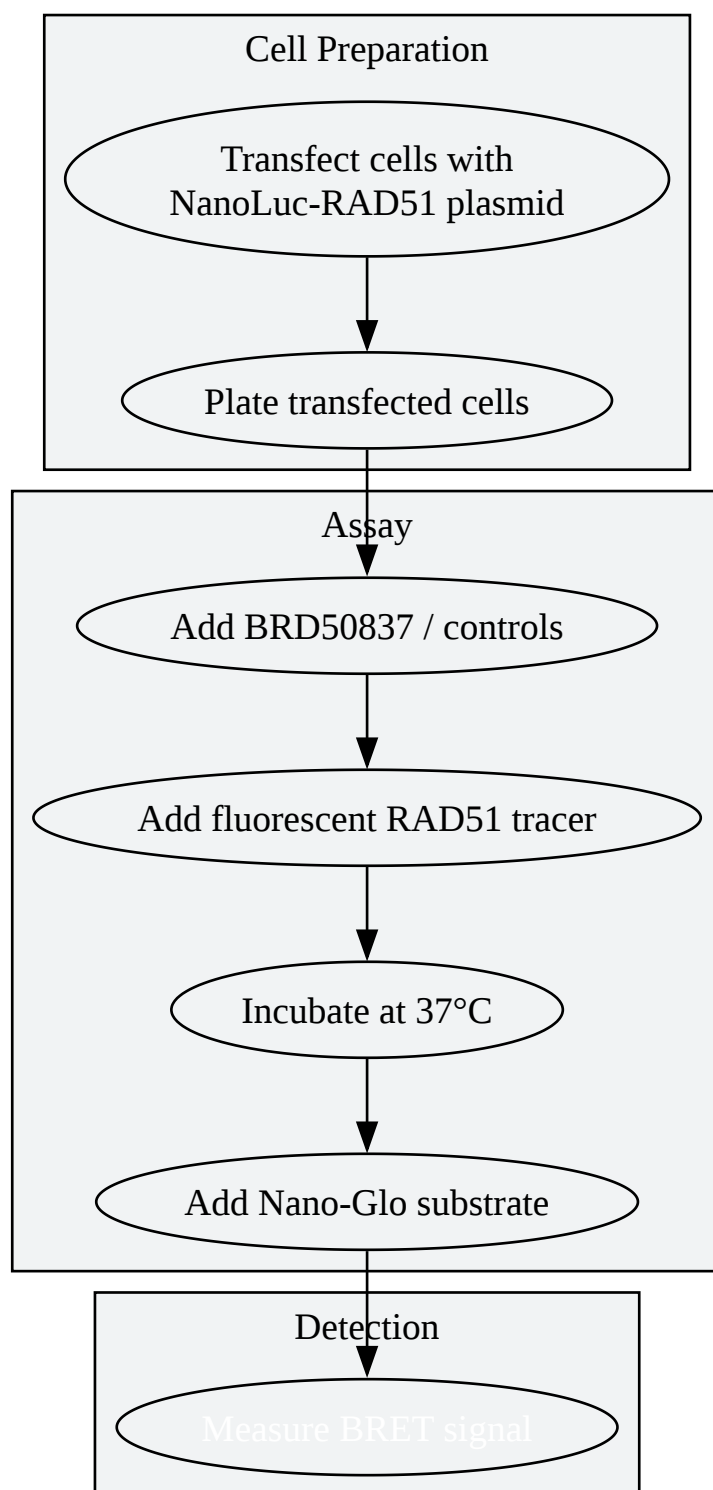 Cell Preparation
Transfect cells with
NanoLuc-RAD51 plasmid
Plate transfected cells
Assay
Add BRD50837 / controls
Add fluorescent RAD51 tracer
Incubate at 37°C
Add Nano-Glo substrate
Detection
Measure BRET signal